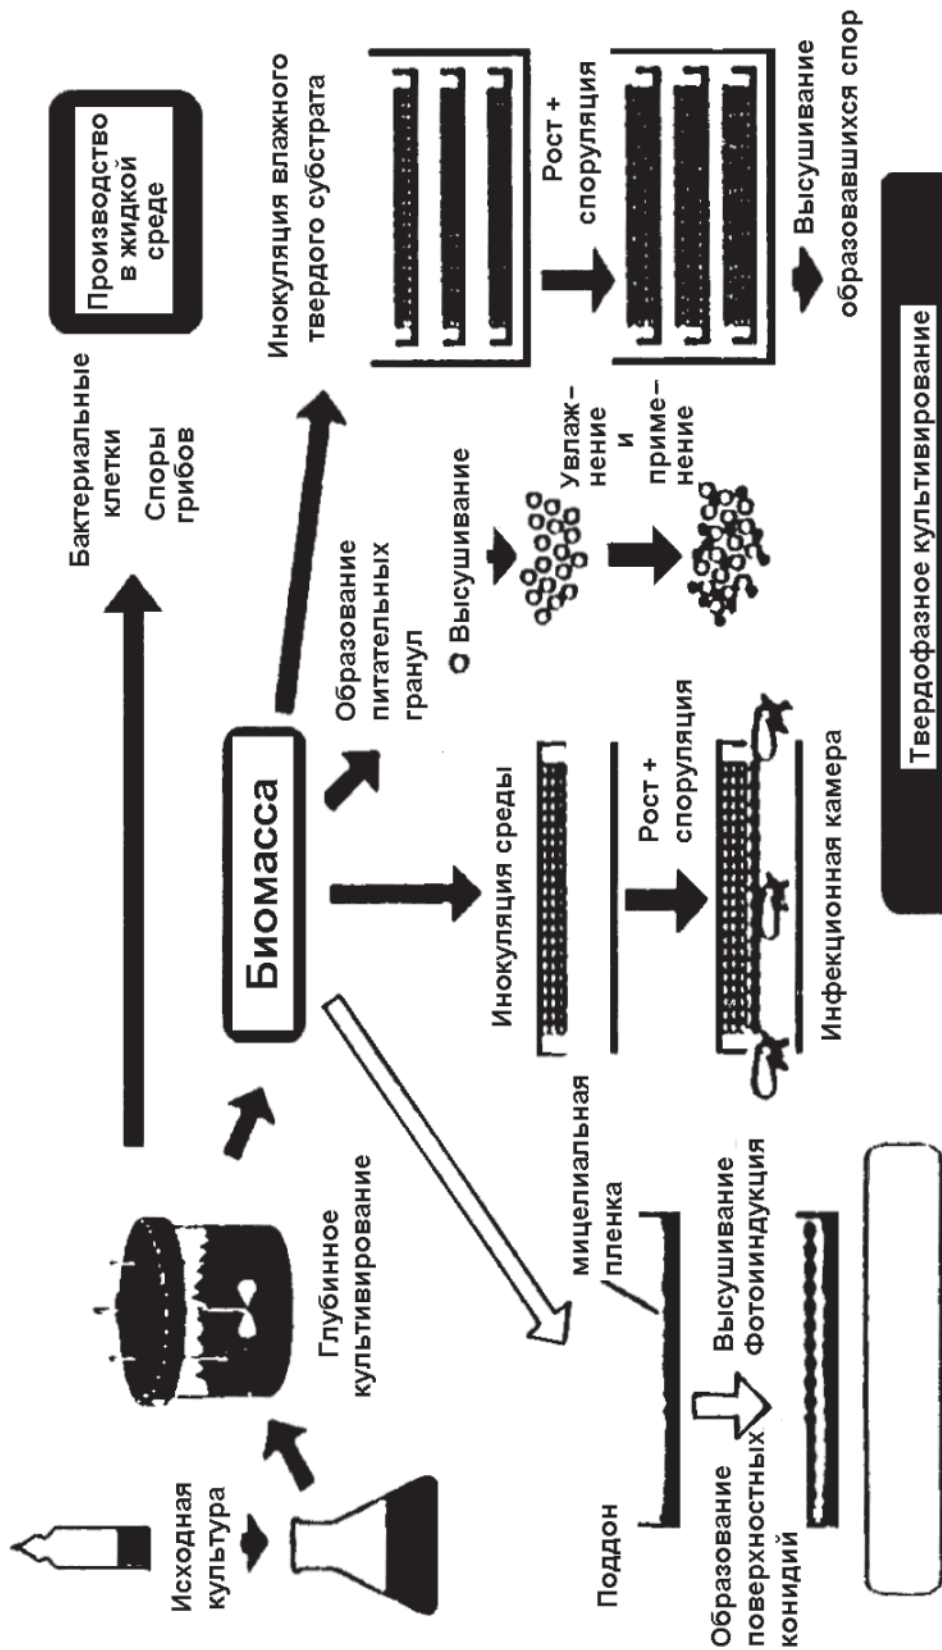 Исходная
культура
Глубинное
культивирование
Биомасса
Бактериальные
клетки
Споры
грибов
Производство
в жидкой
среде
Инокуляция влажного
твердого субстрата
Рост +
споруляция
Высушивание
образовавшихся спор
Образование
питательных
гранул
Высушивание
Увлаж–
нение
и
приме–
нение
Инокуляция среды
Рост +
споруляция
Инфекционная камера
Поддон
мицелиальная
пленка
Образование
поверхностных
конидий
Высушивание
Фотоиндукция
Твердофазное культивирование